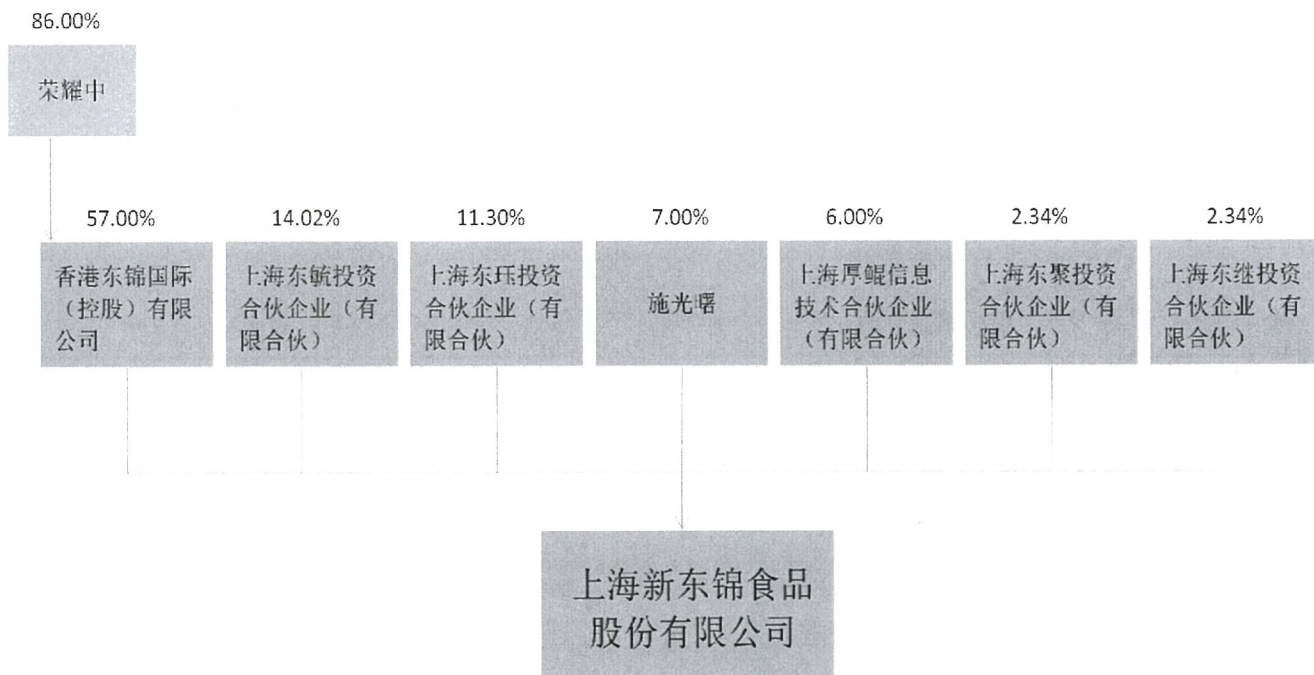 86.00%
荣耀中
57.00%
14.02%
11.30%
7.00%
6.00%
2.34%
2.34%
香港东锦国际
（控股）有限
公司
上海东毓投资
合伙企业（有
限合伙）
上海东珏投资
合伙企业（有
限合伙）
施光曙
上海厚鲲信息
技术合伙企业
（有限合伙）
上海东聚投资
合伙企业（有
限合伙）
上海东继投资
合伙企业（有
限合伙）
上海新东锦食品
股份有限公司